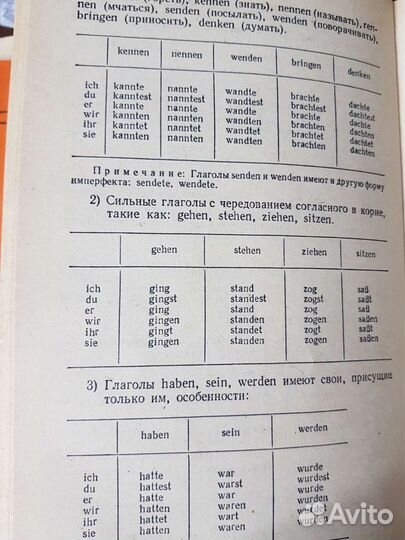 kennen (знать), nennen (называть),
nen (мчаться), senden (посылать), wenden (поворачивать),
bringen (приносить), denken (думать).
kennen nennen wenden bringen denken
ich kannte nannte wandte brachte dachte
du kanntest nanntest wandtest brachtest dachtest
er kannte nannte wandte brachte dachte
wir kannten nannten wandten brachten dachten
ihr kanntet nanntet wandtet brachtet dachtet
sie kannten nannten wandten brachten dachten
Примечание: Глаголы senden и wenden имеют и другую форму
имперфекта: sendete, wendete.
2) Сильные глаголы с чередованием согласного в корне,
такие как: gehen, stehen, ziehen, sitzen.
gehen stehen ziehen sitzen
ich ging stand zog saß
du gingst standest zogst saßt
er ging stand zog saß
wir gingen standen zogen saßen
ihr gingt standet zogt saßt
sie gingen standen zogen saßen
3) Глаголы haben, sein, werden имеют свои, присущие
только им, особенности:
haben sein werden
ich hatte war wurde
du hattest warst wurdest
er hatte war wurde
wir hatten waren wurden
ihr hattet wart wurdet
sie hatten waren wurden
Avito